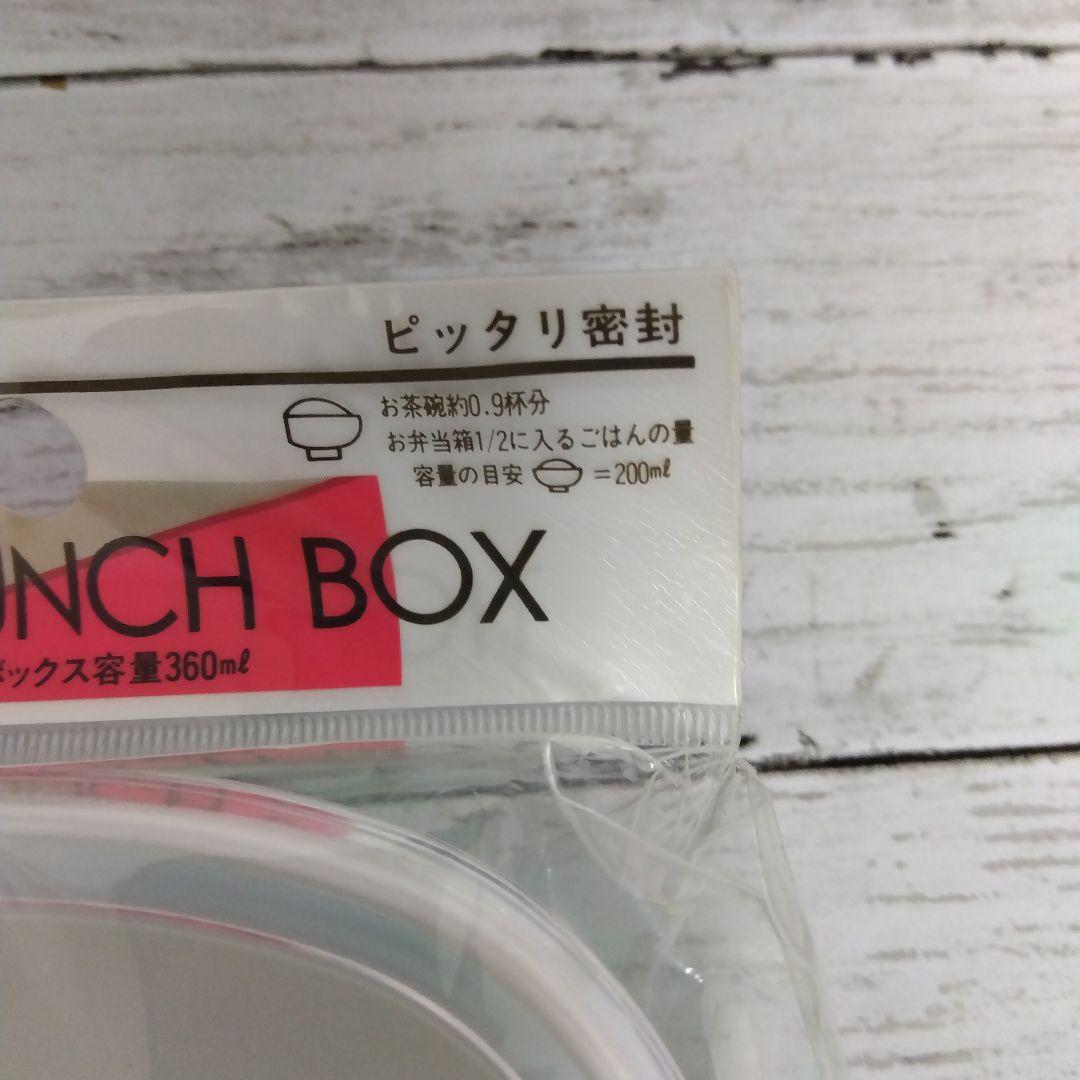 ピッタリ密封
お茶碗約0.9杯分
お弁当箱1/2に入るごはんの量
容量の目安 =200ml
UNCH BOX
ボックス容量360ml